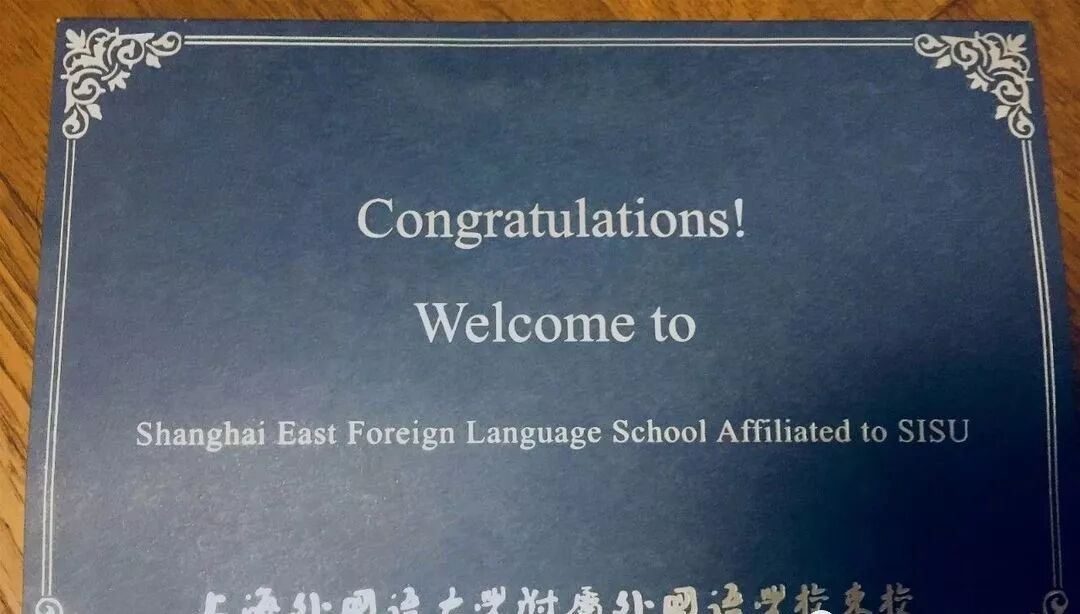 Congratulations!
Welcome to
Shanghai East Foreign Language School Affiliated to SISU
上海外国语大学附属外国语学校东校